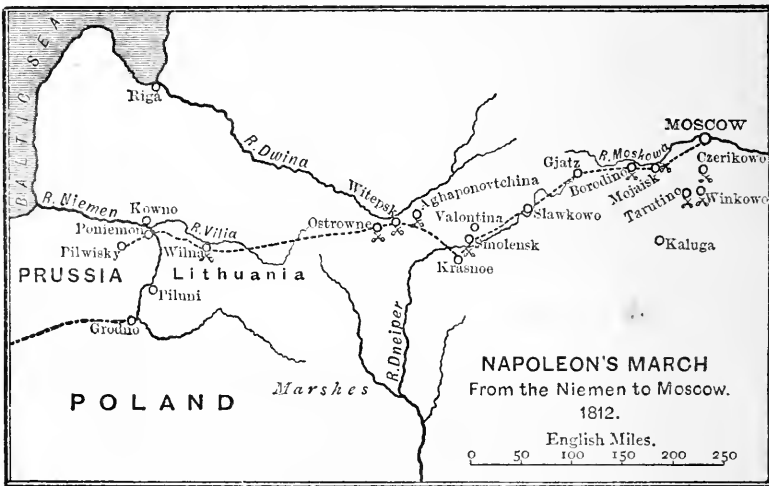 BALTIC SEA
Riga
R. Dwina
MOSCOW
R. Moskowa
Czerikowo
Gjatz
Borodino
Mojaisk
Tarutino
Winkowo
Aghaponovtchina
Witepsk
Valontina
Slawkowo
R. Niemen
Kowno
Poniemon
R. Vilia
Ostrowne
Smolensk
Kaluga
Pilwisky
Wilna
Lithuania
Krasnoe
PRUSSIA
Piluni
Grodno
R. Dneiper
Marshes
POLAND
NAPOLEON'S MARCH
From the Niemen to Moscow.
1812.
English Miles.
0 50 100 150 200 250